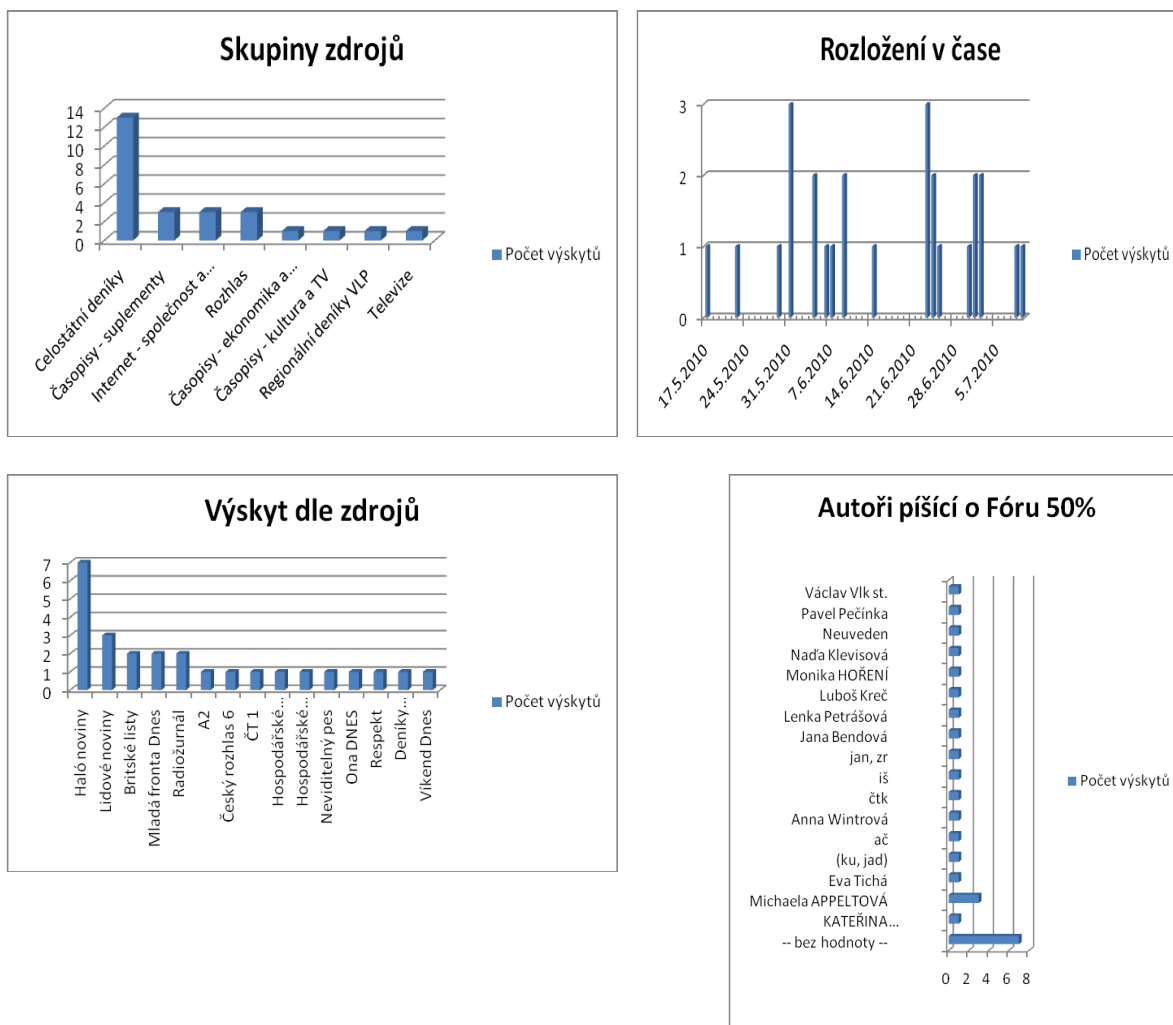 Skupiny zdrojů
14
12
10
8
6
4
2
0
Celostátní deníky
Časopisy - suplementy
Internet - společnost a...
Rozhlas
Časopisy - ekonomika a...
Časopisy - kultura a TV
Regionální deníky VLP
Televize
Počet výskytů
Rozložení v čase
3
2
1
0
17.5.2010
24.5.2010
31.5.2010
7.6.2010
14.6.2010
21.6.2010
28.6.2010
5.7.2010
Počet výskytů
Výskyt dle zdrojů
7
6
5
4
3
2
1
0
Haló noviny
Lidové noviny
Britské listy
Mladá fronta Dnes
Radiožurnál
A2
Český rozhlas 6
ČT 1
Hospodářské...
Hospodářské...
Neviditelný pes
Ona DNES
Respekt
Deníky...
Víkend Dnes
Počet výskytů
Autoři píšící o Fóru 50%
Václav Vlk st.
Pavel Pečínka
Neuveden
Naďa Klevisová
Monika HOŘENÍ
Luboš Kreč
Lenka Petrášová
Jana Bendová
jan, zr
iš
čtk
Anna Wintrová
ač
(ku, jad)
Eva Tichá
Michaela APPELTOVÁ
KATEŘINA...
-- bez hodnoty --
0 2 4 6 8
Počet výskytů